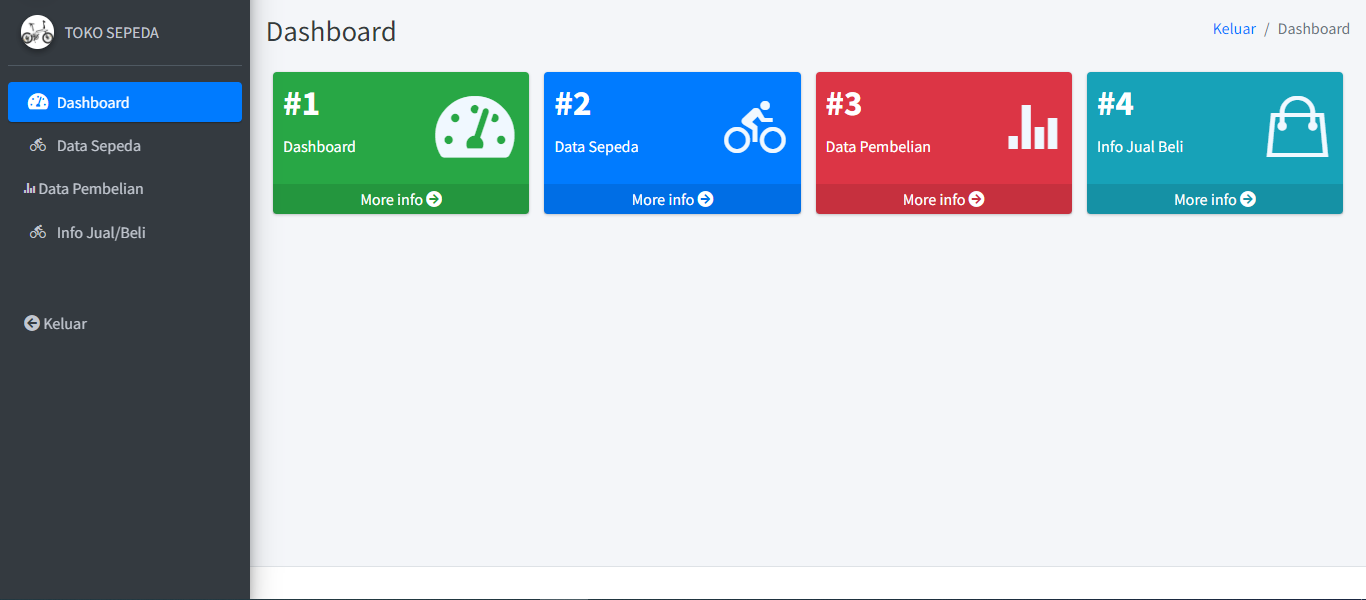 TOKO SEPEDA
Dashboard
Data Sepeda
Data Pembelian
Info Jual/Beli
Keluar
Dashboard
Keluar / Dashboard
#1
Dashboard
More info
#2
Data Sepeda
More info
#3
Data Pembelian
More info
#4
Info Jual Beli
More info